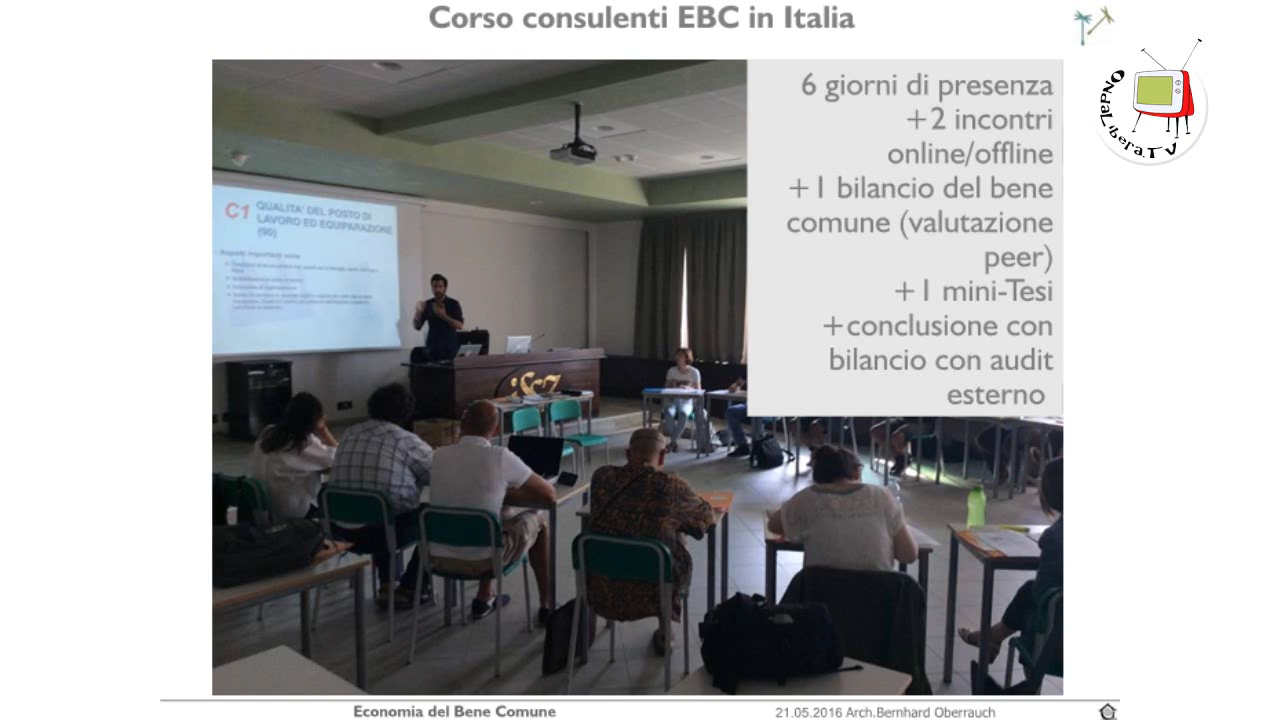 Corso consulenti EBC in Italia
6 giorni di presenza
+2 incontri
online/offline
+1 bilancio del bene
comune (valutazione
peer)
+1 mini-Tesi
+conclusione con
bilancio con audit
esterno
OndaLiberaTV
C1 QUALITA' DEL POSTO DI
LAVORO ED EQUIPARAZIONE
(90)
Economia del Bene Comune
21.05.2016 Arch.Bernhard Oberrauch